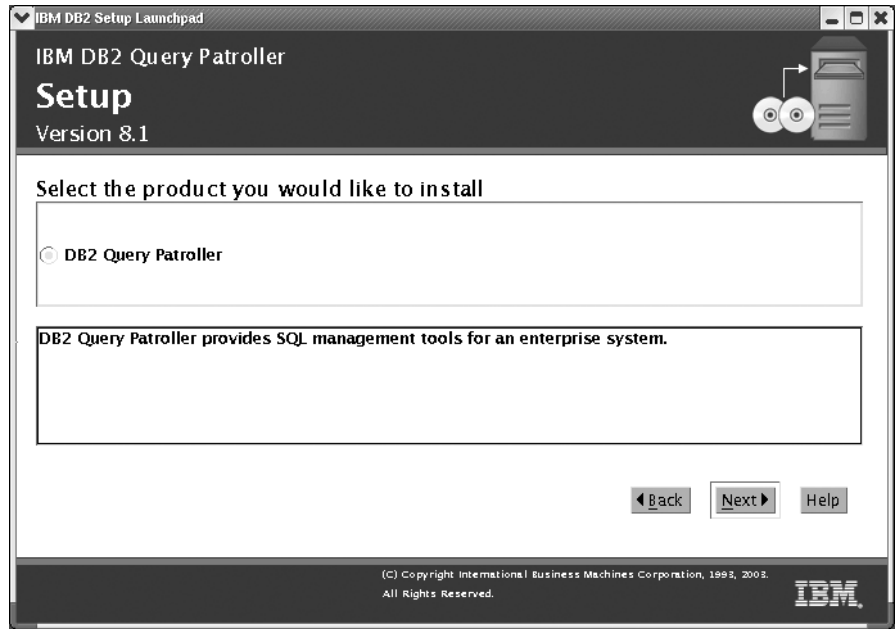 IBM DB2 Setup Launchpad
IBM DB2 Query Patroller
Setup
Version 8.1
Select the product you would like to install
DB2 Query Patroller
DB2 Query Patroller provides SQL management tools for an enterprise system.
Back
Next
Help
(C) Copyright International Business Machines Corporation, 1993, 2003.
All Rights Reserved.
IBM.